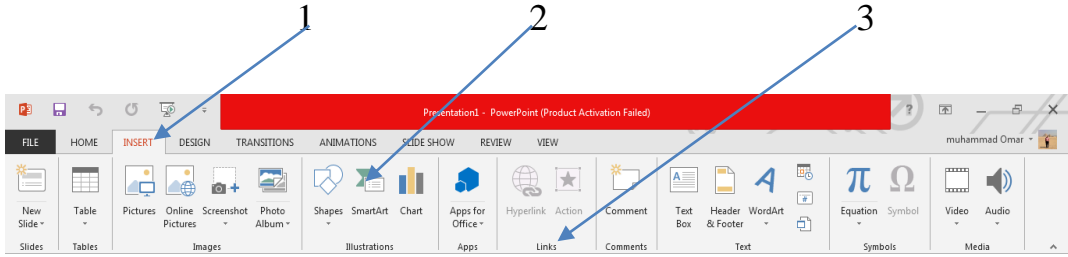 1 2 3
Presentation1 - PowerPoint (Product Activation Failed) ?
FILE HOME INSERT DESIGN TRANSITIONS ANIMATIONS SLIDE SHOW REVIEW VIEW muhammad Omar
New Slide
Table
Pictures
Online Pictures
Screenshot
Photo Album
Shapes
SmartArt
Chart
Apps for Office
Hyperlink
Action
Comment
Text Box
Header & Footer
WordArt
Equation
Symbol
Video
Audio
Slides Tables Images Illustrations Apps Links Comments Text Symbols Media